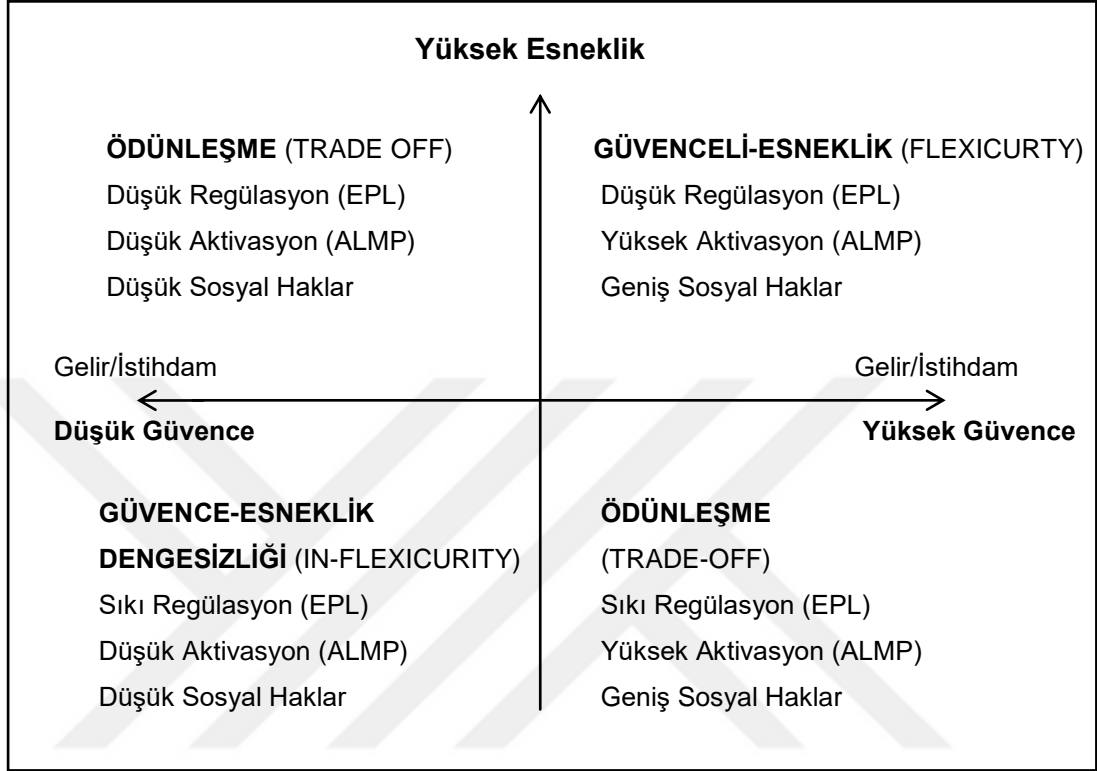 Yüksek Esneklik
ÖDÜNLEŞME (TRADE OFF)
Düşük Regülasyon (EPL)
Düşük Aktivasyon (ALMP)
Düşük Sosyal Haklar
GÜVENCELİ-ESNEKLİK (FLEXICURTY)
Düşük Regülasyon (EPL)
Yüksek Aktivasyon (ALMP)
Geniş Sosyal Haklar
Gelir/İstihdam
Düşük Güvence
Gelir/İstihdam
Yüksek Güvence
GÜVENCE-ESNEKLİK
DENGESİZLİĞİ (IN-FLEXICURITY)
Sıkı Regülasyon (EPL)
Düşük Aktivasyon (ALMP)
Düşük Sosyal Haklar
ÖDÜNLEŞME
(TRADE-OFF)
Sıkı Regülasyon (EPL)
Yüksek Aktivasyon (ALMP)
Geniş Sosyal Haklar